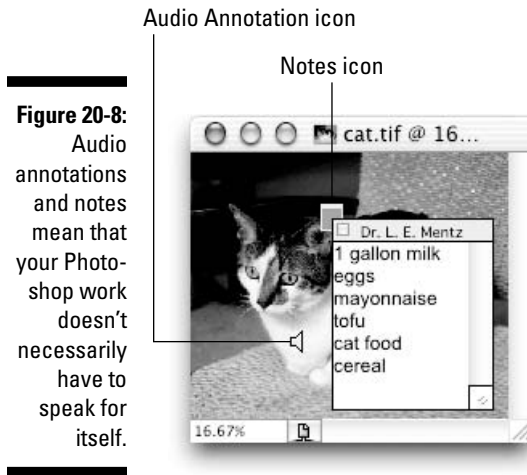 Audio Annotation icon
Notes icon
Figure 20-8:
Audio
annotations
and notes
mean that
your Photo-
shop work
doesn't
necessarily
have to
speak for
itself.
cat.tif @ 16...
Dr. L. E. Mentz
1 gallon milk
eggs
mayonnaise
tofu
cat food
cereal
16.67%